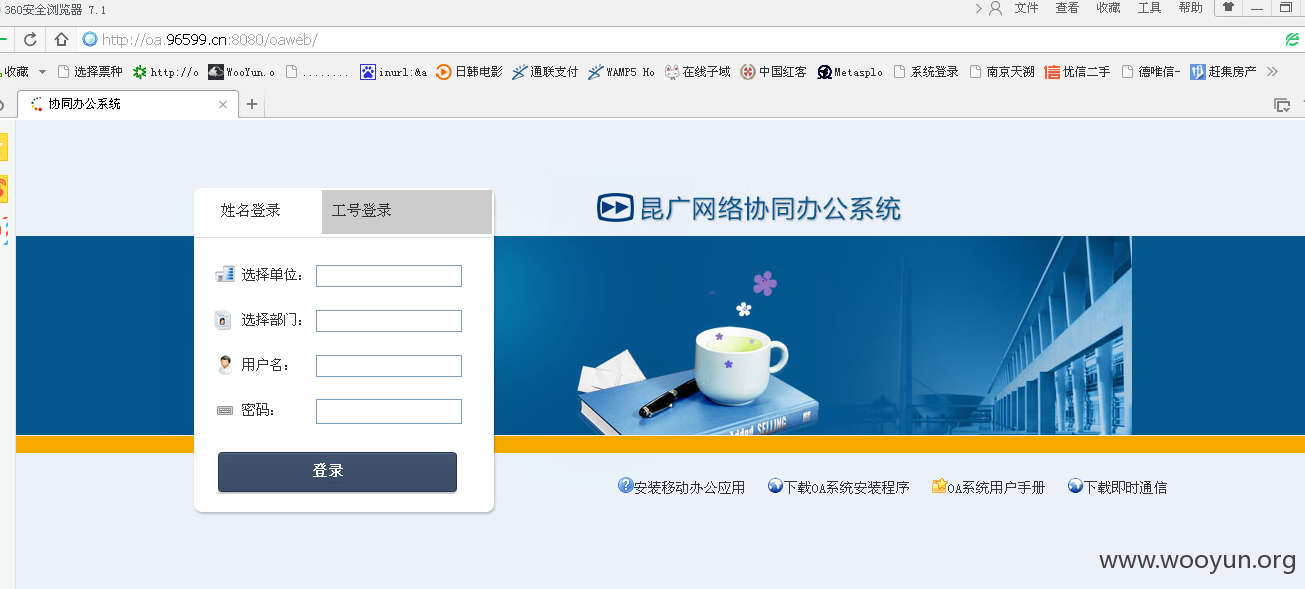 360安全浏览器 7.1
文件 查看 收藏 工具 帮助
http://oa.96599.cn:8080/oaweb/
收藏 选择票种 http://o WooYun.o ........ inurl:&a 日韩电影 通联支付 WAMP5 Ho 在线子域 中国红客 Metasplo 系统登录 南京天溯 优信二手 德唯信- 赶集房产
协同办公系统
姓名登录 工号登录
昆广网络协同办公系统
选择单位：
选择部门：
用户名：
密码：
登录
Added SELLING
安装移动办公应用 下载OA系统安装程序 OA系统用户手册 下载即时通信
www.wooyun.org